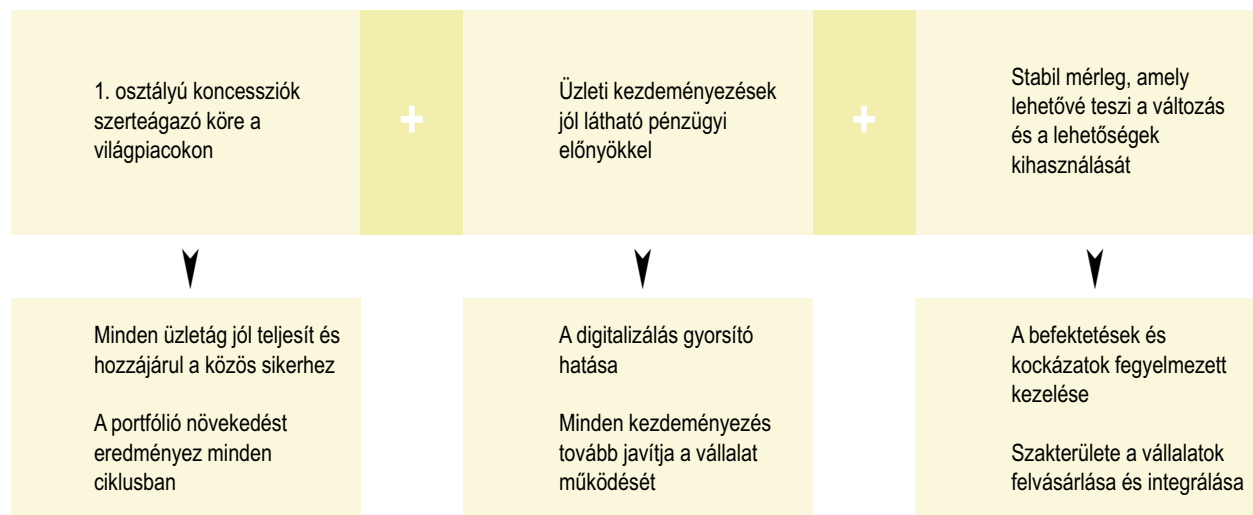 1. osztályú koncessziók
szerteágazó köre a
világpiacokon
+
Üzleti kezdeményezések
jól látható pénzügyi
előnyökkel
+
Stabil mérleg, amely
lehetővé teszi a változás
és a lehetőségek
kihasználását
Minden üzletág jól teljesít és
hozzájárul a közös sikerhez
A portfólió növekedést
eredményez minden
ciklusban
A digitalizálás gyorsító
hatása
Minden kezdeményezés
tovább javítja a vállalat
működését
A befektetések és
kockázatok fegyelmezett
kezelése
Szakterülete a vállalatok
felvásárlása és integrálása